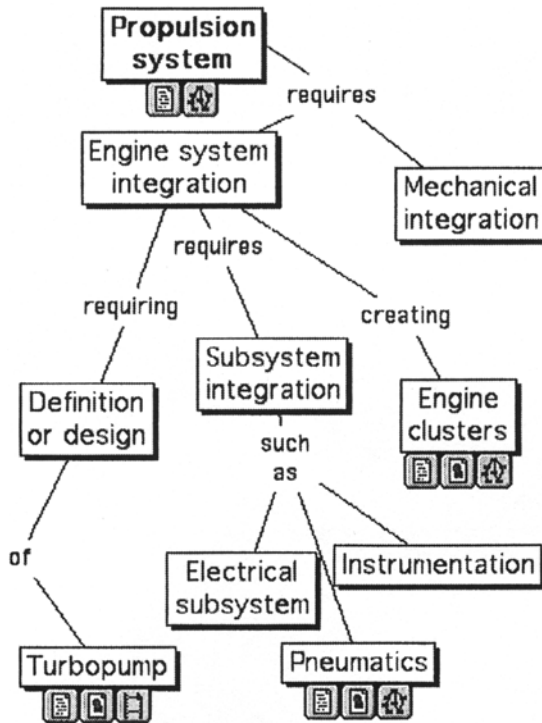 Propulsion
system
requires
Engine system
integration
Mechanical
integration
requires
requiring
creating
Subsystem
integration
Definition
or design
Engine
clusters
such
as
of
Electrical
subsystem
Instrumentation
Turbopump
Pneumatics